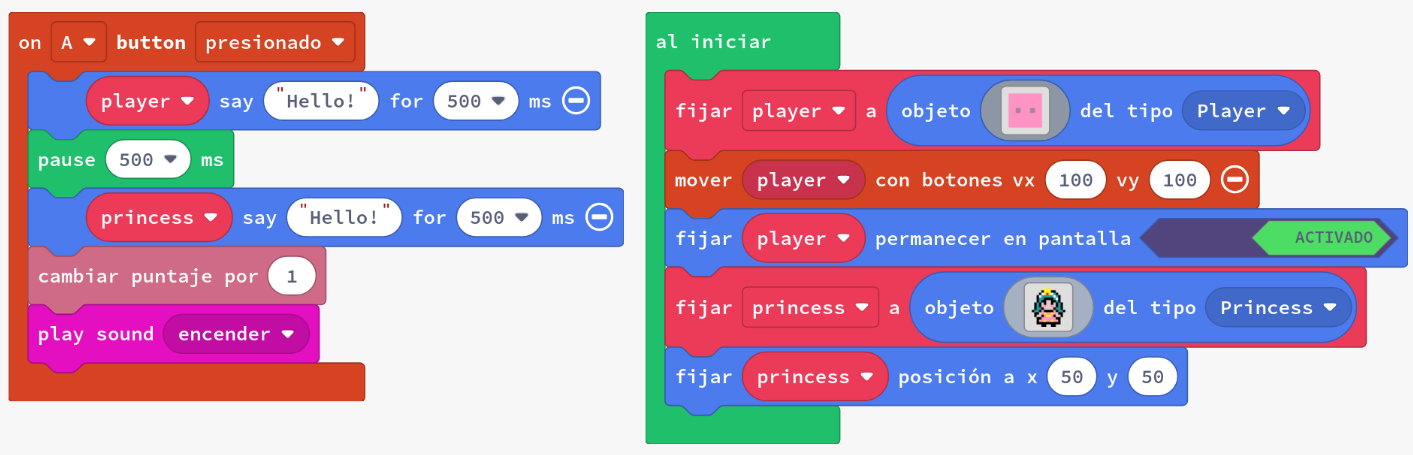 on A button presionado
player say "Hello!" for 500 ms
pause 500 ms
princess say "Hello!" for 500 ms
cambiar puntaje por 1
play sound encender
al iniciar
fijar player a objeto del tipo Player
mover player con botones vx 100 vy 100
fijar player permanecer en pantalla ACTIVADO
fijar princess a objeto del tipo Princess
fijar princess posición a x 50 y 50